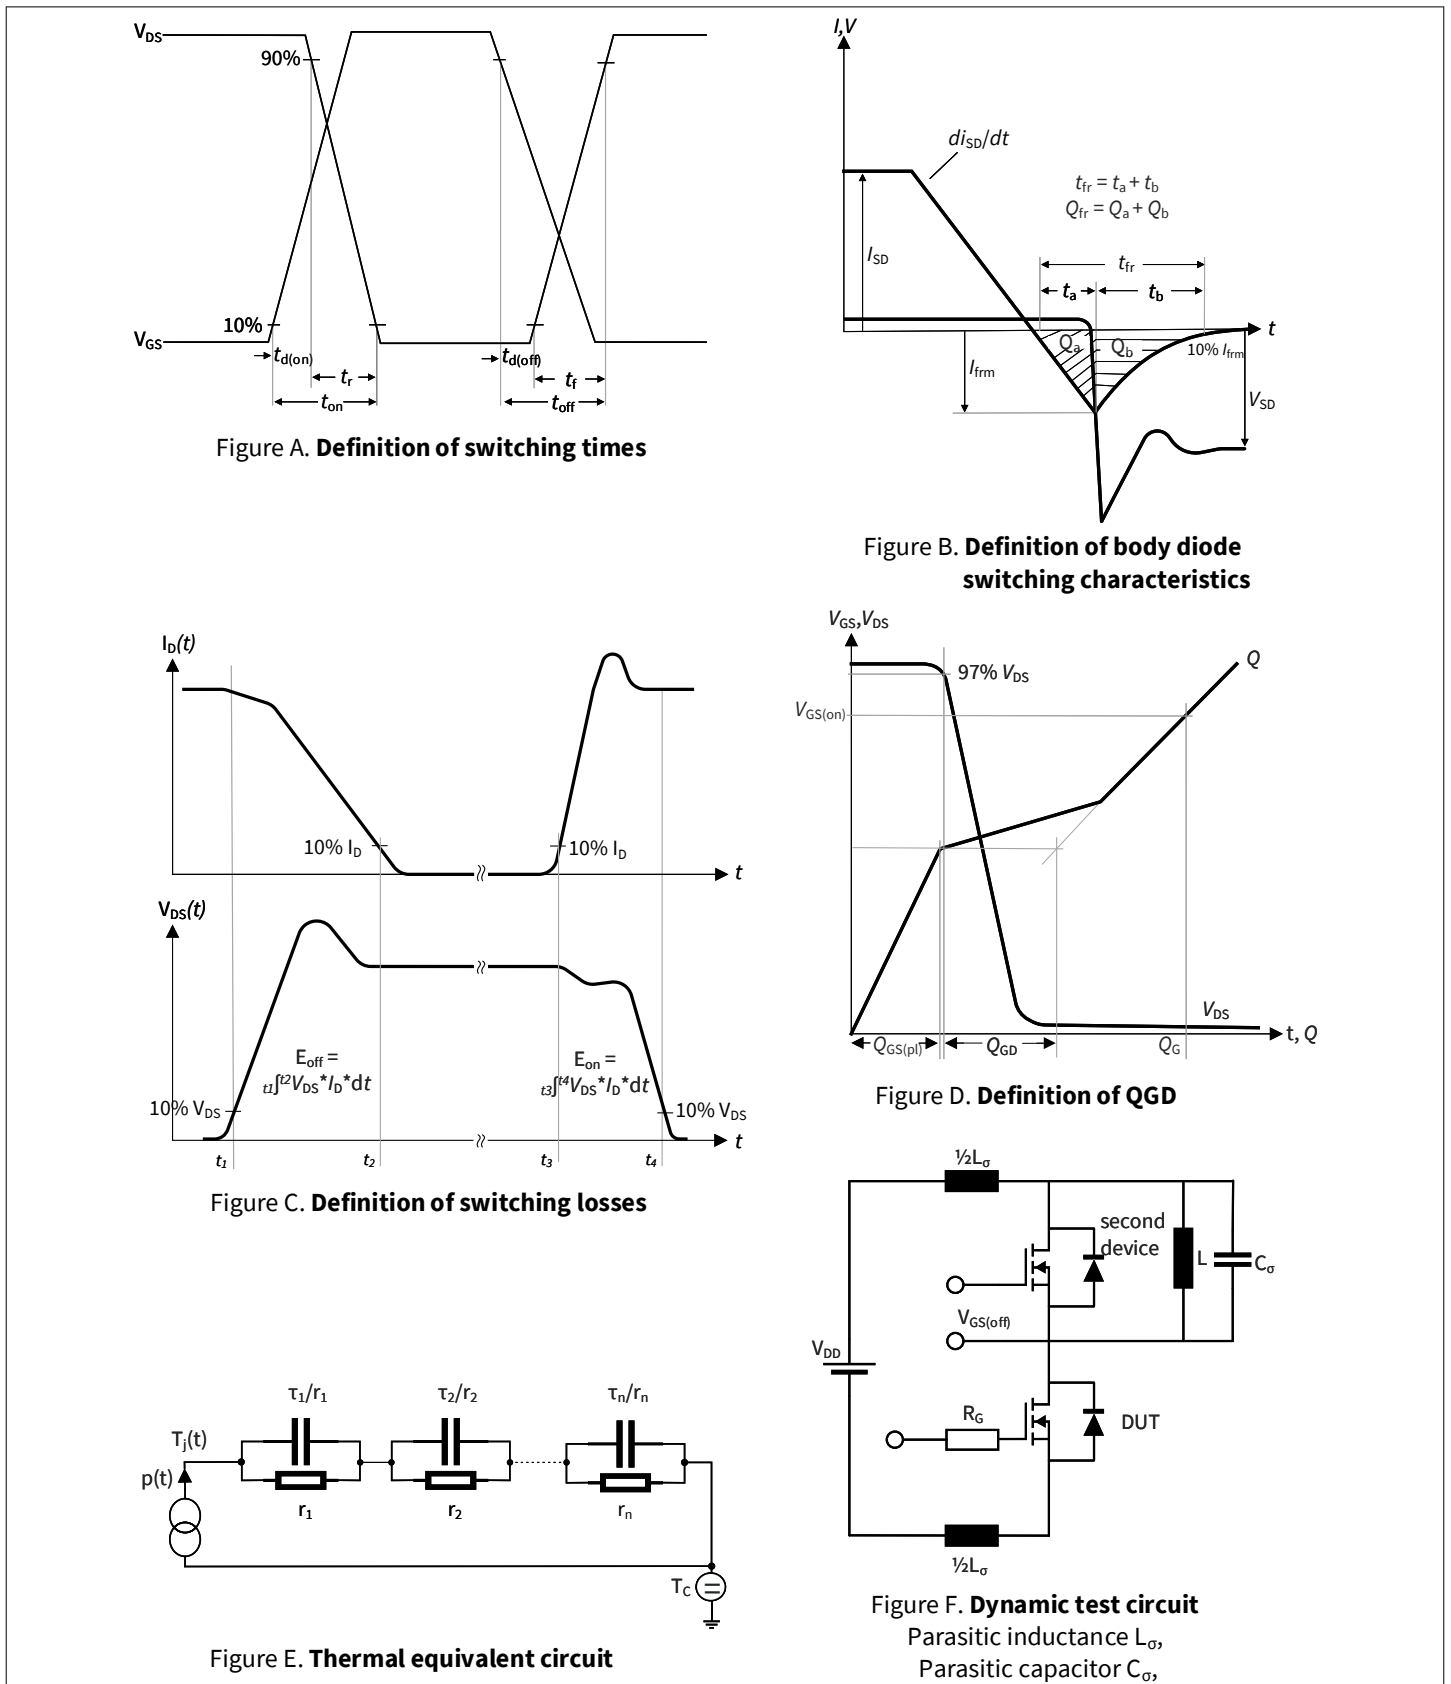 V_DS
90%
10%
V_GS
t_d(on)
t_d(off)
t_r
t_f
t_on
t_off
Figure A. Definition of switching times
I,V
di_SD/dt
t_fr = t_a + t_b
Q_fr = Q_a + Q_b
I_SD
t_fr
t_a
t_b
t
Q_a
Q_b
10% I_frm
I_frm
V_SD
Figure B. Definition of body diode
switching characteristics
I_D(t)
10% I_D
10% I_D
t
V_DS(t)
E_off =
t1∫^t2 V_DS*I_D*dt
E_on =
t3∫^t4 V_DS*I_D*dt
10% V_DS
10% V_DS
t
t_1
t_2
t_3
t_4
Figure C. Definition of switching losses
V_GS,V_DS
Q
97% V_DS
V_GS(on)
V_DS
t, Q
Q_GS(pl)
Q_GD
Q_G
Figure D. Definition of QGD
τ_1/r_1
τ_2/r_2
τ_n/r_n
T_j(t)
p(t)
r_1
r_2
r_n
T_C
Figure E. Thermal equivalent circuit
½L_σ
second
device
L
C_σ
V_GS(off)
V_DD
R_G
DUT
½L_σ
Figure F. Dynamic test circuit
Parasitic inductance L_σ,
Parasitic capacitor C_σ,